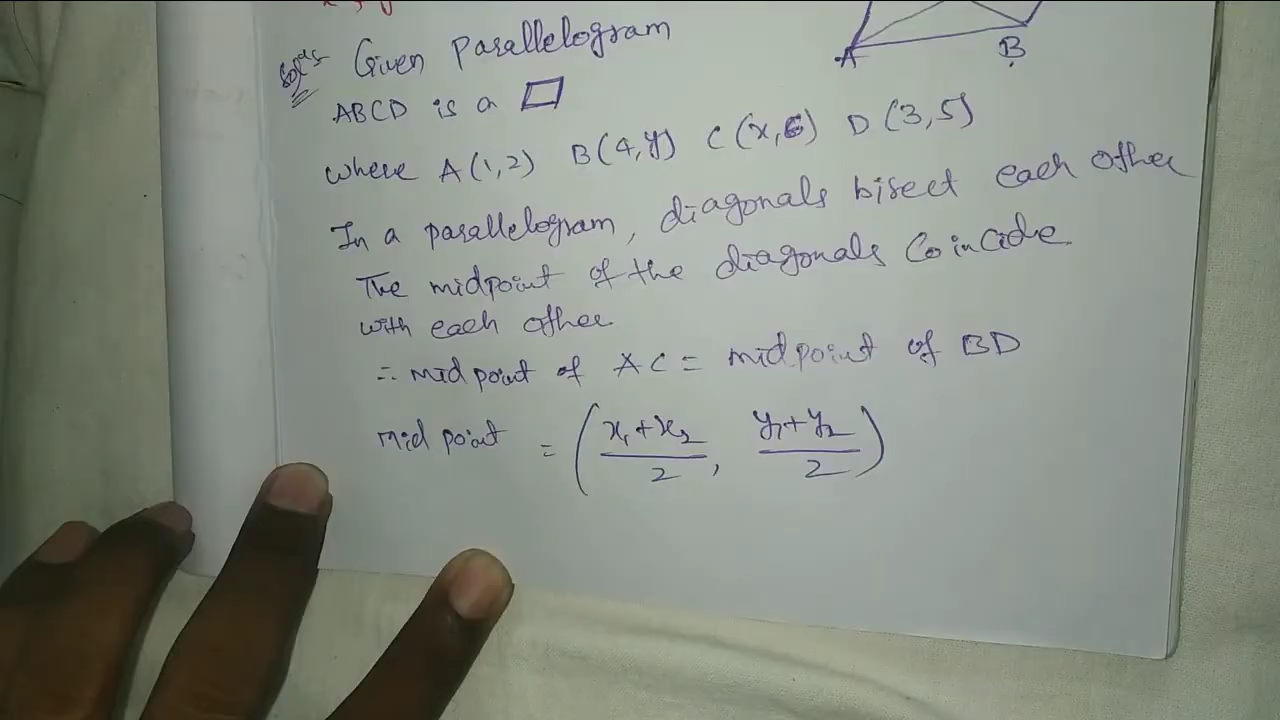 A B
Given parallelogram
ABCD is a ▱
where A(1,2) B(4,y) C(x,6) D(3,5)
In a parallelogram, diagonals bisect each other
The midpoint of the diagonals Coincide
with each other
∴ midpoint of AC = midpoint of BD
mid point = (x₁+x₂/2, y₁+y₂/2)